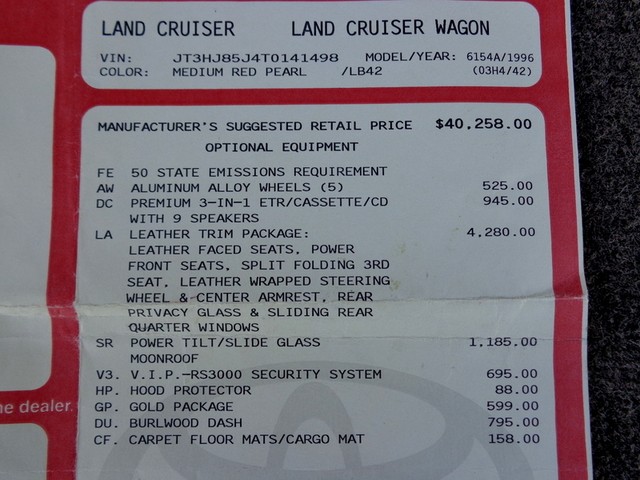 LAND CRUISER LAND CRUISER WAGON
VIN: JT3HJ85J4T0141498 MODEL/YEAR: 6154A/1996
COLOR: MEDIUM RED PEARL /LB42 (03H4/42)
MANUFACTURER'S SUGGESTED RETAIL PRICE $40,258.00
OPTIONAL EQUIPMENT
FE 50 STATE EMISSIONS REQUIREMENT
AW ALUMINUM ALLOY WHEELS (5) 525.00
DC PREMIUM 3-IN-1 ETR/CASSETTE/CD 945.00
WITH 9 SPEAKERS
LA LEATHER TRIM PACKAGE: 4,280.00
LEATHER FACED SEATS, POWER
FRONT SEATS, SPLIT FOLDING 3RD
SEAT, LEATHER WRAPPED STEERING
WHEEL & CENTER ARMREST, REAR
PRIVACY GLASS & SLIDING REAR
QUARTER WINDOWS
SR POWER TILT/SLIDE GLASS 1,185.00
MOONROOF
V3. V.I.P.-RS3000 SECURITY SYSTEM 695.00
HP. HOOD PROTECTOR 88.00
GP. GOLD PACKAGE 599.00
he dealer.
DU. BURLWOOD DASH 795.00
CF. CARPET FLOOR MATS/CARGO MAT 158.00